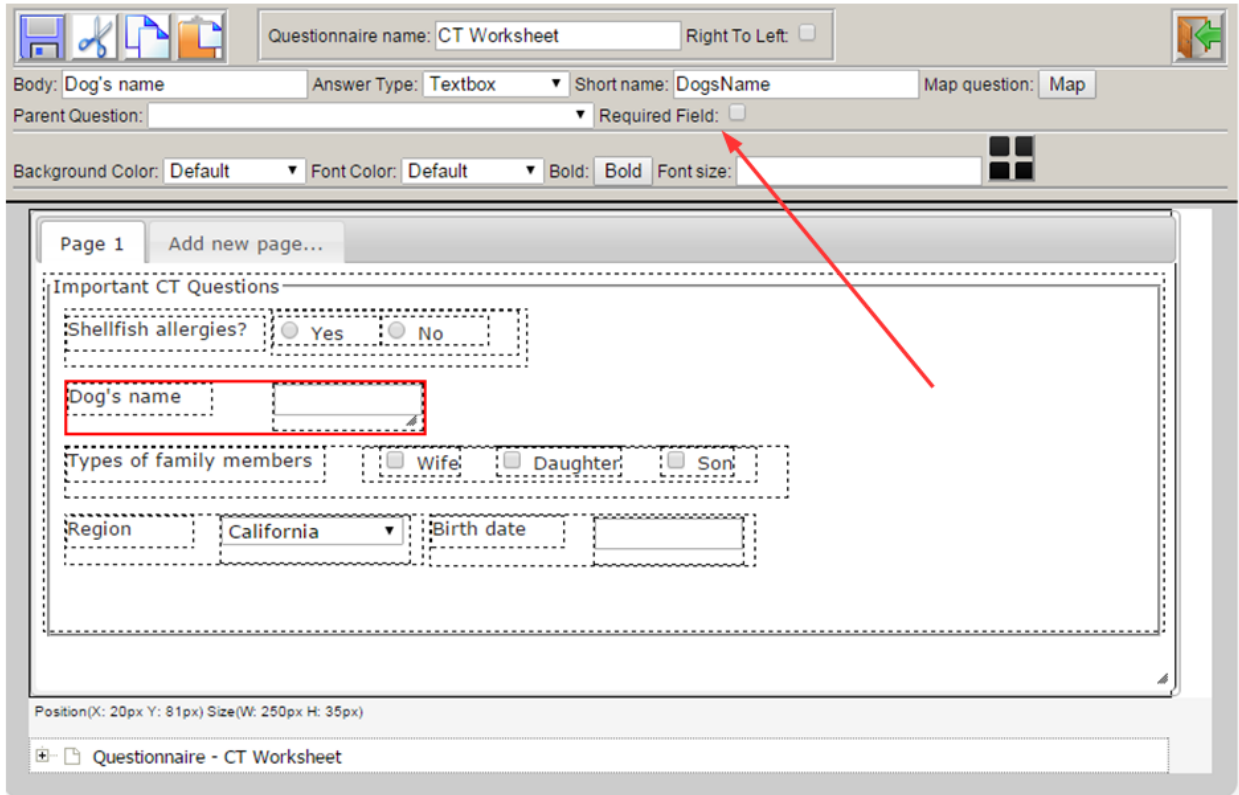 Questionnaire name: CT Worksheet Right To Left:
Body: Dog's name Answer Type: Textbox Short name: DogsName Map question: Map
Parent Question: Required Field:
Background Color: Default Font Color: Default Bold: Bold Font size:
Page 1 Add new page...
Important CT Questions
Shellfish allergies? Yes No
Dog's name
Types of family members Wife Daughter Son
Region California Birth date
Position(X: 20px Y: 81px) Size(W: 250px H: 35px)
Questionnaire - CT Worksheet